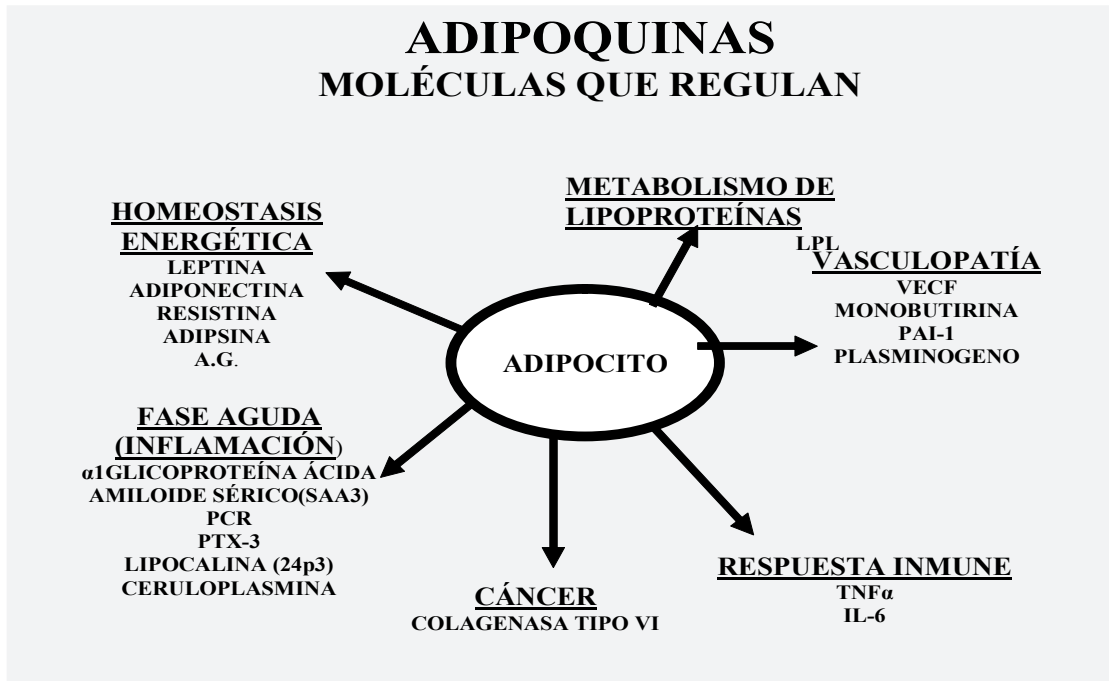 ADIPOQUINAS
MOLÉCULAS QUE REGULAN
HOMEOSTASIS
ENERGÉTICA
LEPTINA
ADIPONECTINA
RESISTINA
ADIPSINA
A.G.
METABOLISMO DE
LIPOPROTEÍNAS
LPL
VASCULOPATÍA
VECF
MONOBUTIRINA
PAI-1
PLASMINOGENO
ADIPOCITO
FASE AGUDA
(INFLAMACIÓN)
α1GLICOPROTEÍNA ÁCIDA
AMILOIDE SÉRICO(SAA3)
PCR
PTX-3
LIPOCALINA (24p3)
CERULOPLASMINA
CÁNCER
COLAGENASA TIPO VI
RESPUESTA INMUNE
TNFα
IL-6